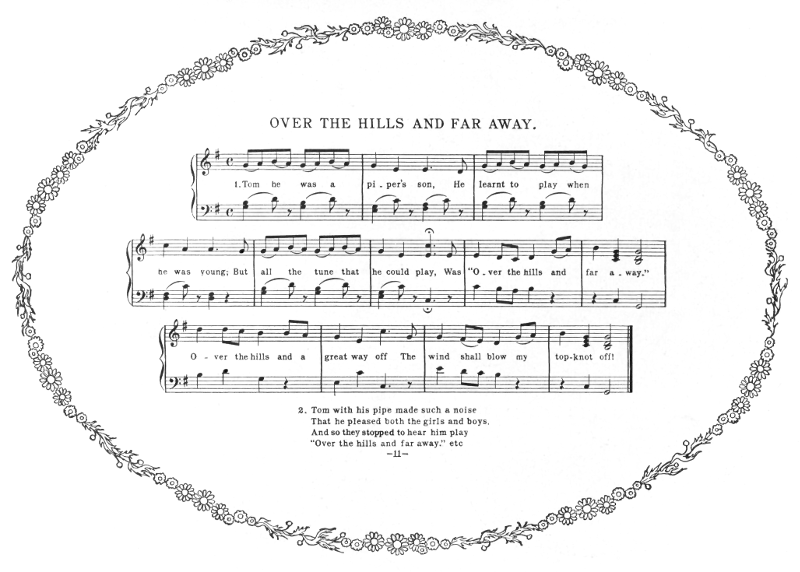 OVER THE HILLS AND FAR AWAY.
1. Tom he was a pi - per's son, He learnt to play when
he was young; But all the tune that he could play, Was "O - ver the hills and far a - way."
O - ver the hills and a great way off The wind shall blow my top-knot off!
2. Tom with his pipe made such a noise
That he pleased both the girls and boys,
And so they stopped to hear him play
"Over the hills and far away." etc
-11-